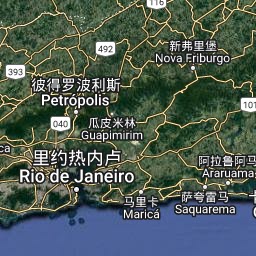 116
492
新弗里堡
Nova Friburgo
393
彼得罗波利斯
Petrópolis
101
040
瓜皮米林
Guapimirim
里约热内卢
Rio de Janeiro
阿拉鲁阿马
Araruama
马里卡
Maricá
萨夸雷马
Saquarema